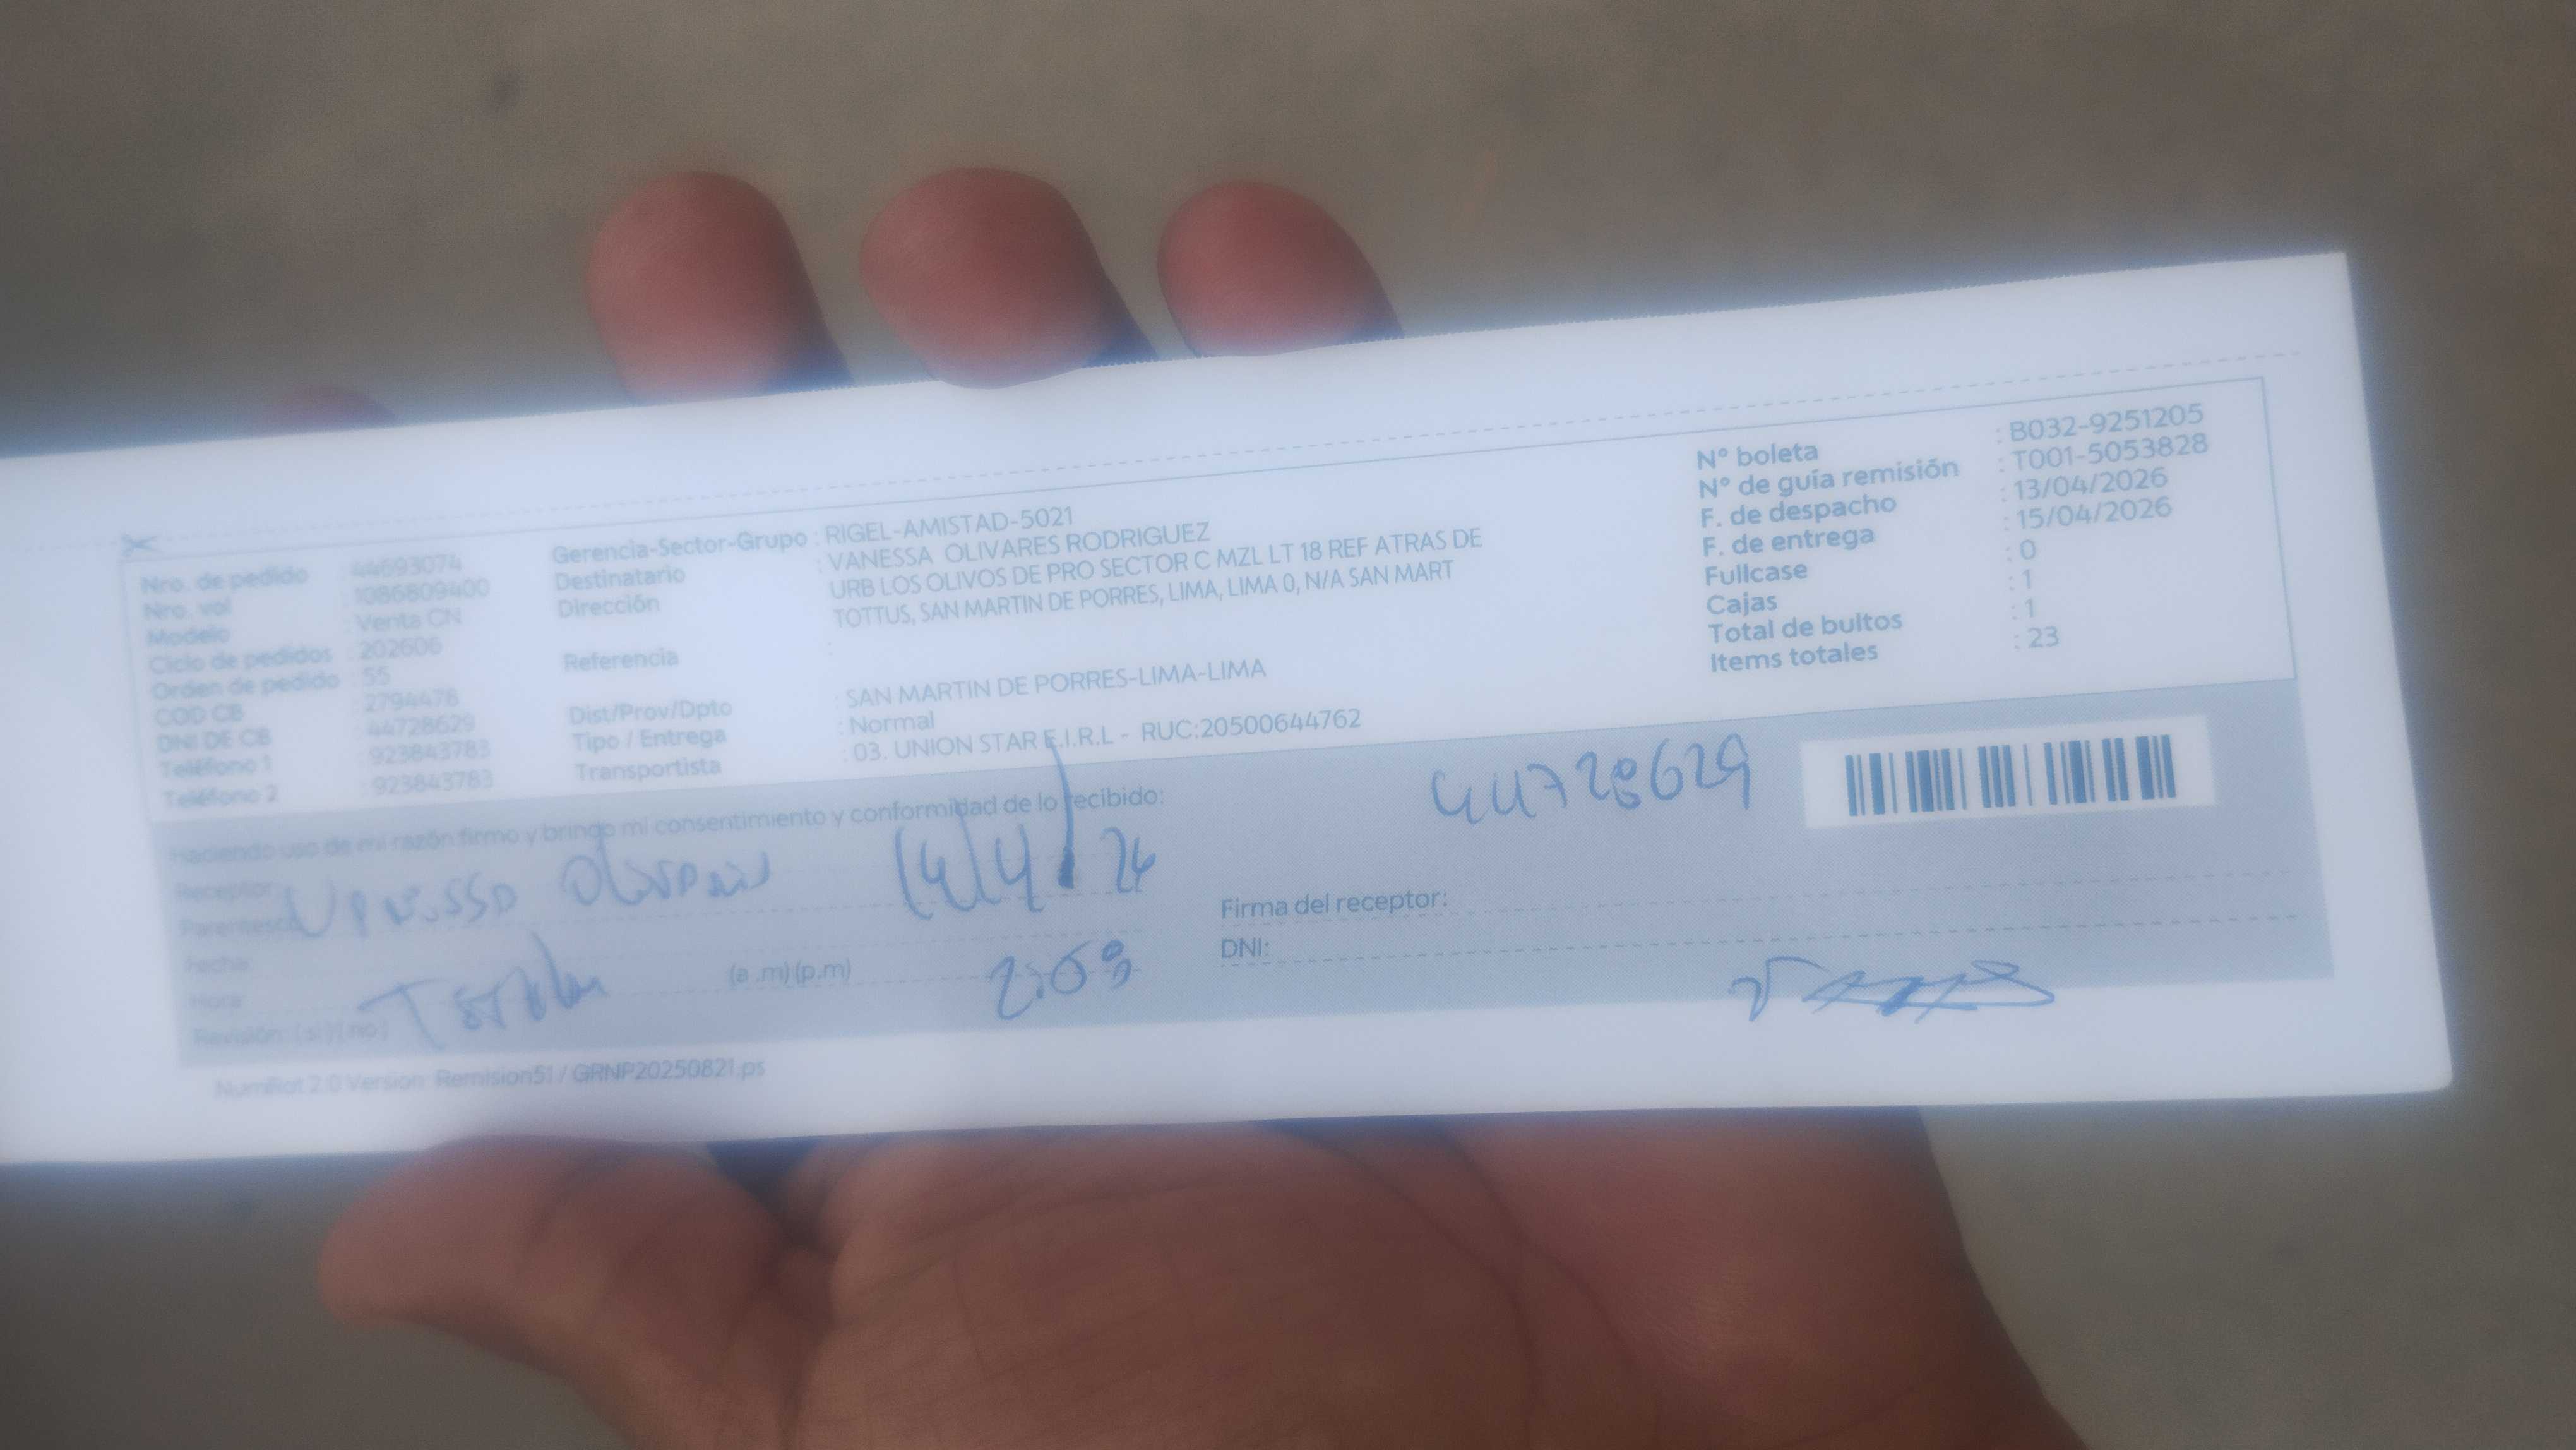 Nro. de pedido : 44693074
Nro. vol : 1086809400
Modelo : Venta CN
Ciclo de pedidos : 202606
Orden de pedido : 55
COD CB : 2794478
DNI DE CB : 44728629
Teléfono 1 : 923843783
Teléfono 2 : 923843783
Gerencia-Sector-Grupo : RIGEL-AMISTAD-5021
Destinatario : VANESSA OLIVARES RODRIGUEZ
Dirección : URB LOS OLIVOS DE PRO SECTOR C MZL LT 18 REF ATRAS DE
TOTTUS, SAN MARTIN DE PORRES, LIMA, LIMA 0, N/A SAN MART
Referencia :
Dist/Prov/Dpto : SAN MARTIN DE PORRES-LIMA-LIMA
Tipo / Entrega : Normal
Transportista : 03. UNION STAR E.I.R.L - RUC:20500644762
N° boleta : B032-9251205
N° de guía remisión : T001-5053828
F. de despacho : 13/04/2026
F. de entrega : 15/04/2026
Fullcase : 0
Cajas : 1
Total de bultos : 1
Items totales : 23
Haciendo uso de mi razón firmo y bringo mi consentimiento y conformidad de lo recibido:
44728629
Receptor:
Parentesco
14/4/26
Fecha:
Hora: (a .m) (p.m)
Revisión: (si) (no)
Firma del receptor:
DNI:
NumRot 2.0 Version: Remision51 / GRNP20250821.ps